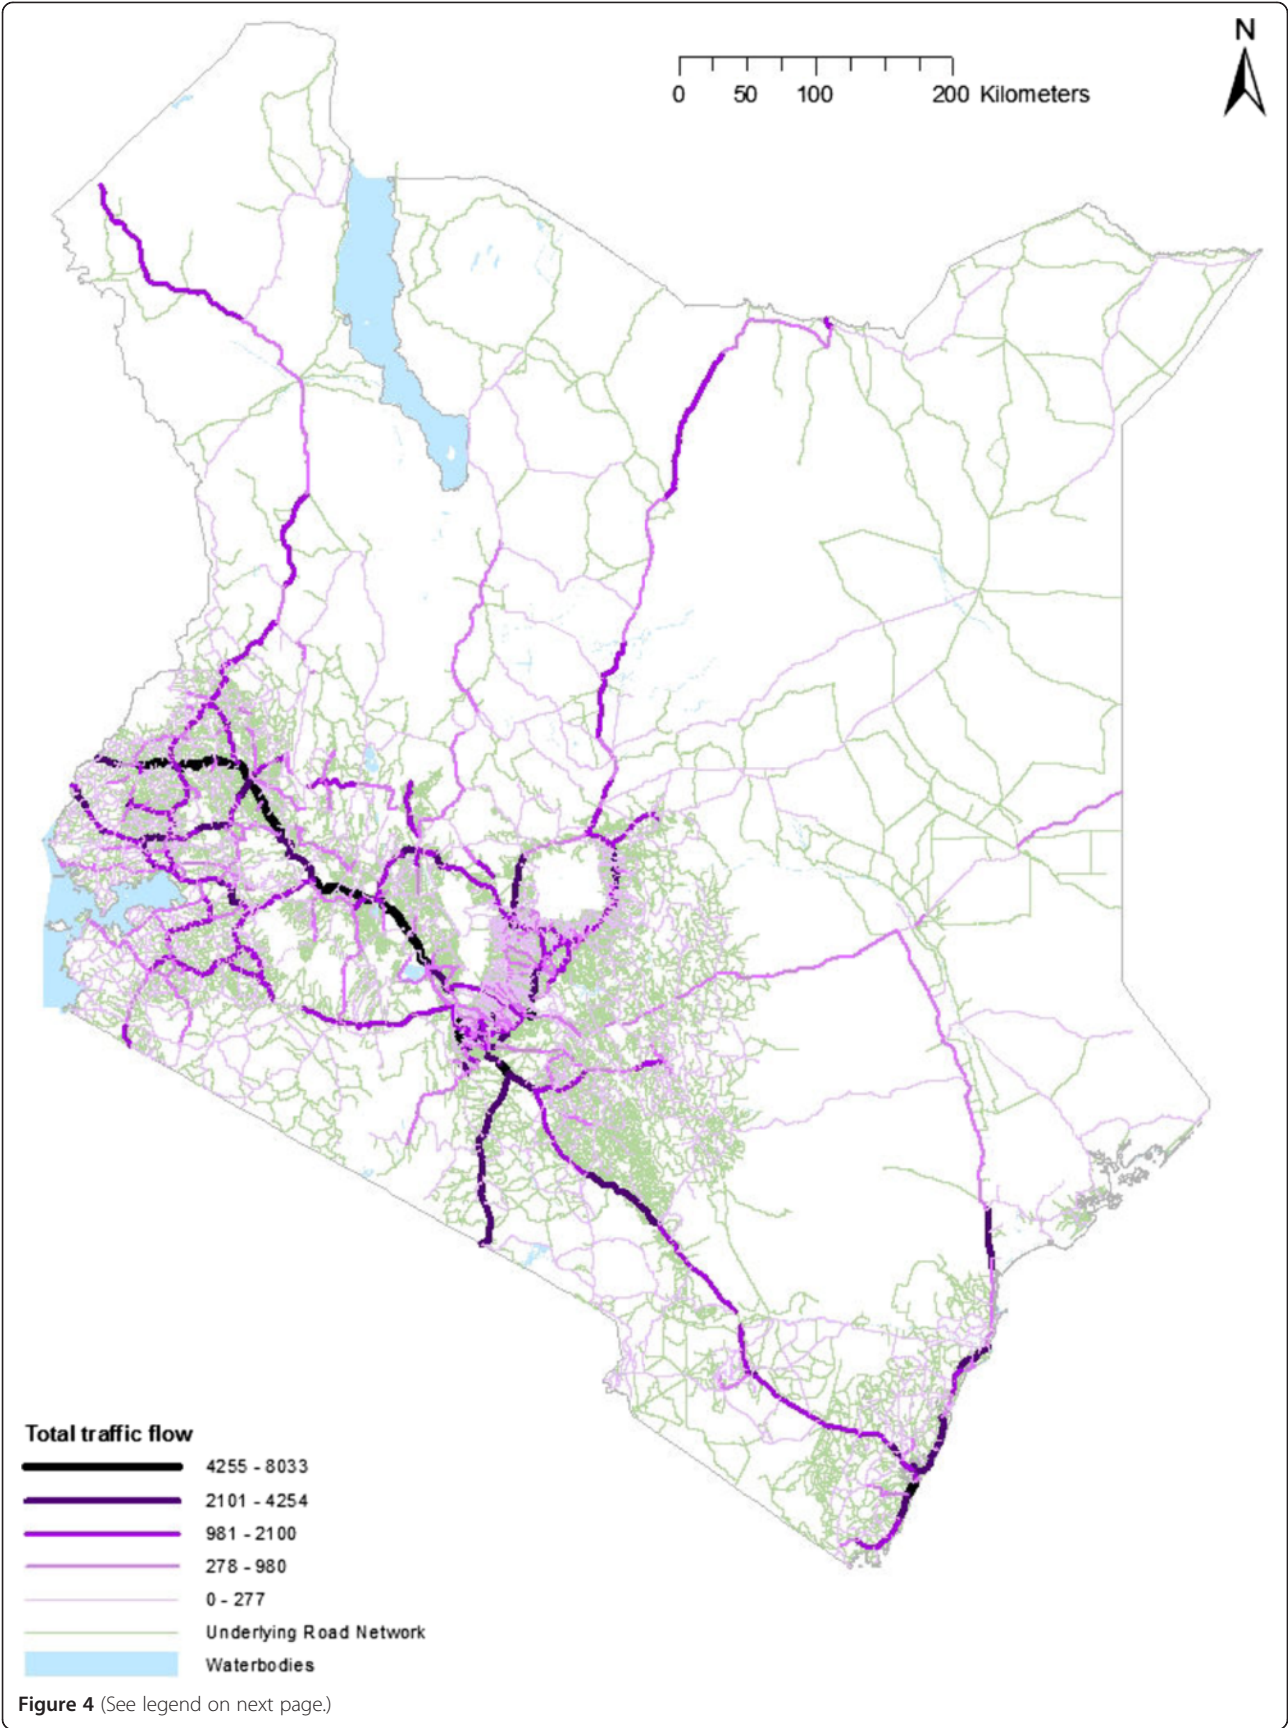 N
0 50 100 200 Kilometers
Total traffic flow
4255 - 8033
2101 - 4254
981 - 2100
278 - 980
0 - 277
Underlying Road Network
Waterbodies
Figure 4 (See legend on next page.)